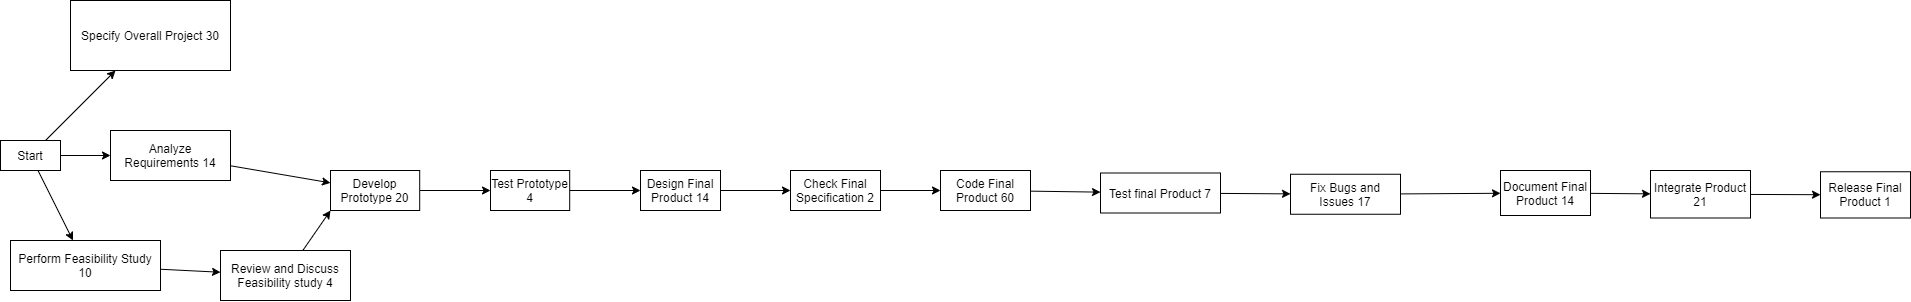 Specify Overall Project 30
Start
Analyze
Requirements 14
Perform Feasibility Study
10
Review and Discuss
Feasibility study 4
Develop
Prototype 20
Test Prototype
4
Design Final
Product 14
Check Final
Specification 2
Code Final
Product 60
Test final Product 7
Fix Bugs and
Issues 17
Document Final
Product 14
Integrate Product
21
Release Final
Product 1